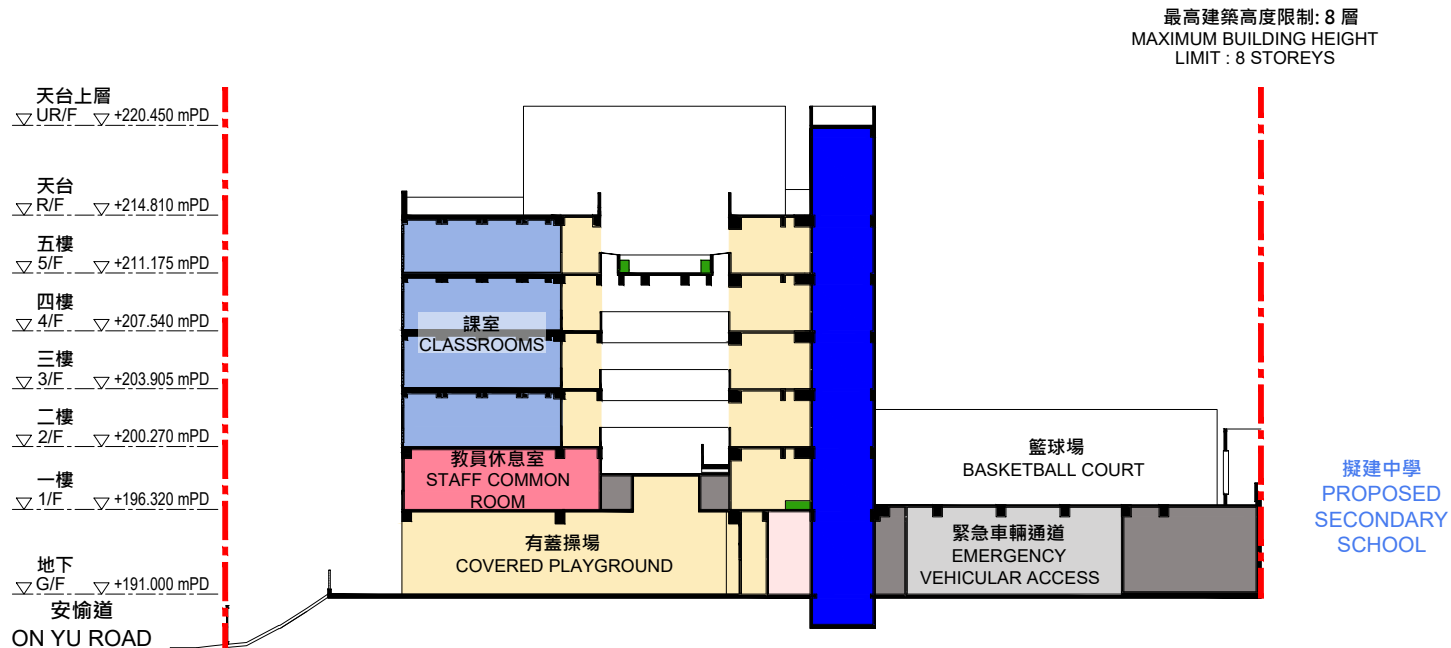 最高建築高度限制: 8 層
MAXIMUM BUILDING HEIGHT
LIMIT : 8 STOREYS
天台上層
UR/F +220.450 mPD
天台
R/F +214.810 mPD
五樓
5/F +211.175 mPD
四樓
4/F +207.540 mPD
三樓
3/F +203.905 mPD
二樓
2/F +200.270 mPD
一樓
1/F +196.320 mPD
地下
G/F +191.000 mPD
安愉道
ON YU ROAD
課室
CLASSROOMS
教員休息室
STAFF COMMON
ROOM
有蓋操場
COVERED PLAYGROUND
籃球場
BASKETBALL COURT
緊急車輛通道
EMERGENCY
VEHICULAR ACCESS
擬建中學
PROPOSED
SECONDARY
SCHOOL